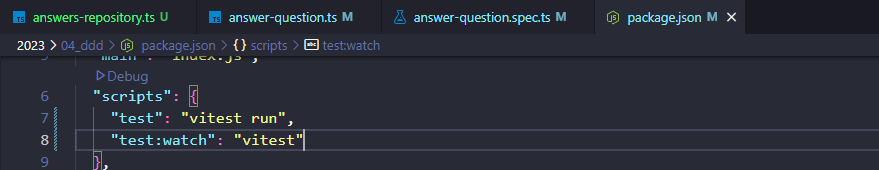 answers-repository.ts U
answer-question.ts M
answer-question.spec.ts M
package.json M
2023 > 04_ddd > package.json > {} scripts > test:watch
"main": "index.js",
Debug
6 "scripts": {
7 "test": "vitest run",
8 "test:watch": "vitest"
9 },